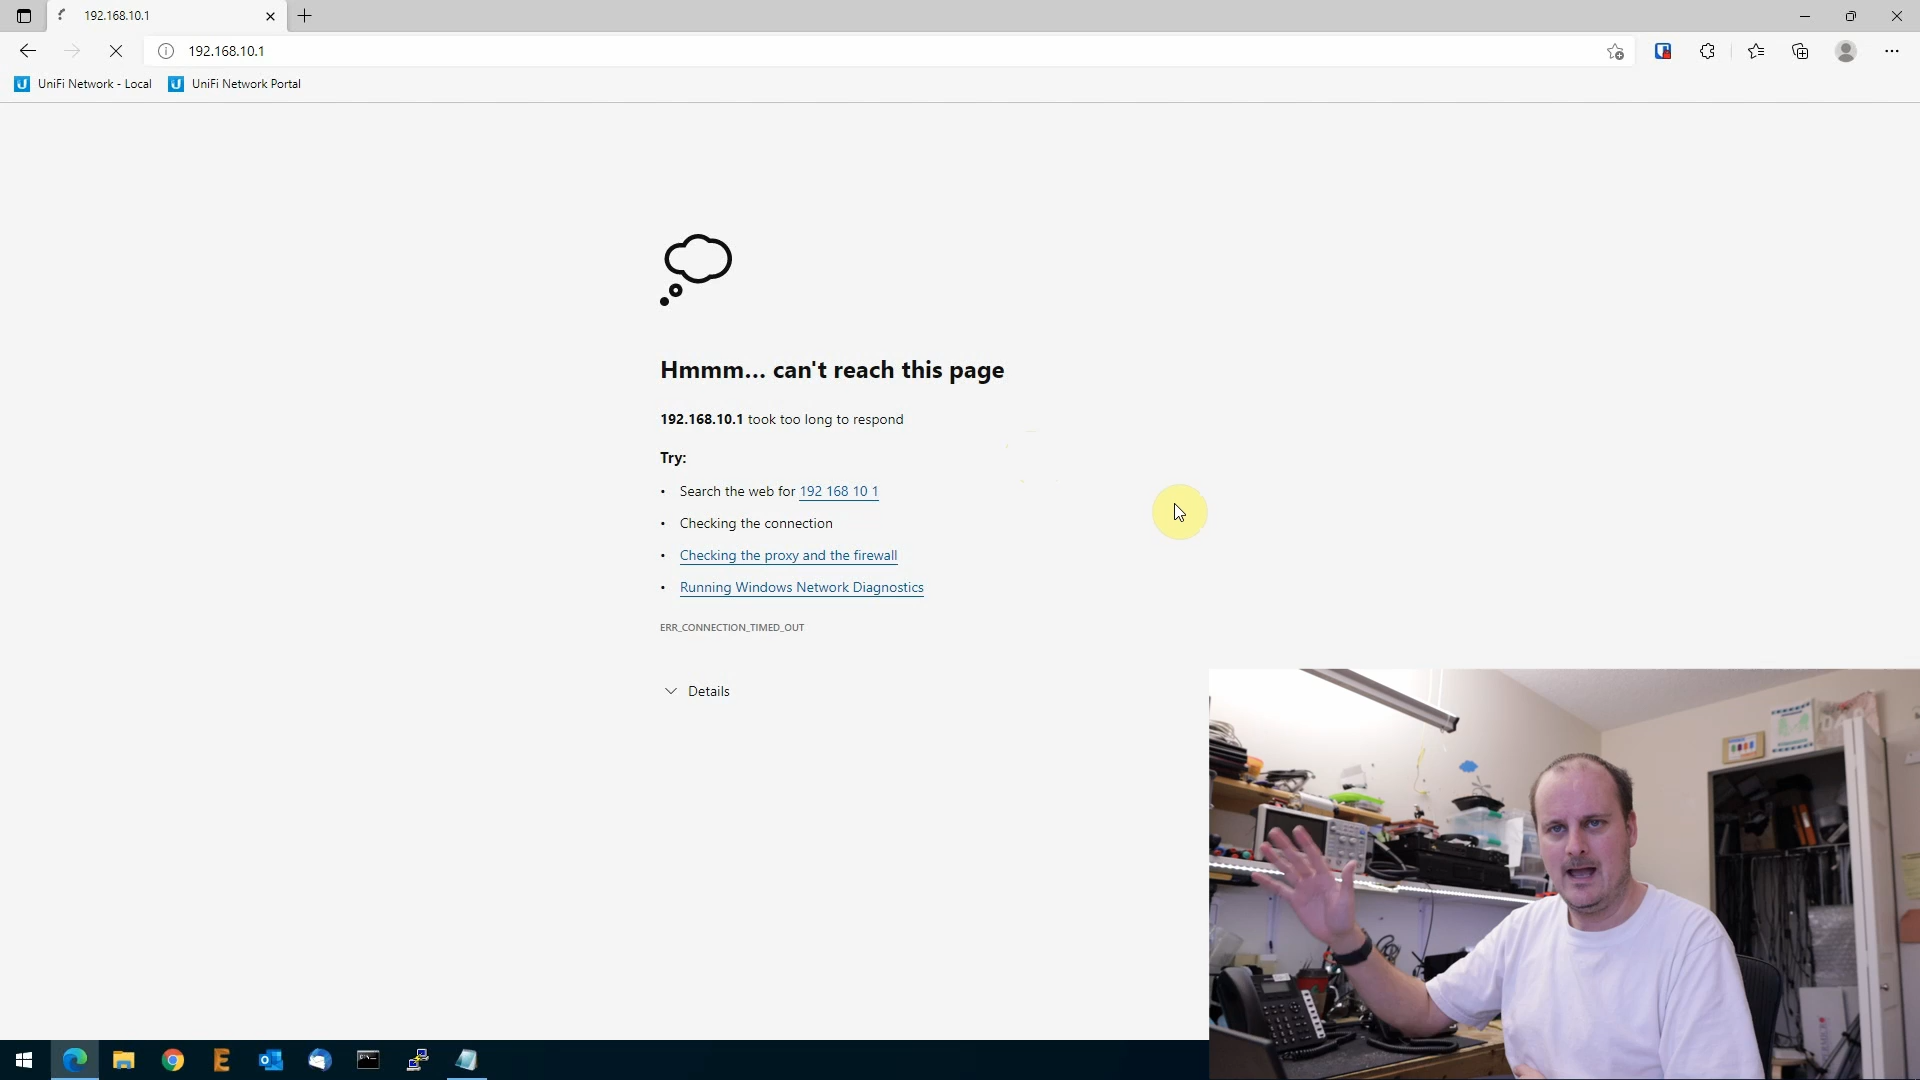 192.168.10.1
192.168.10.1
UniFi Network - Local
UniFi Network Portal
Hmmm... can't reach this page
192.168.10.1 took too long to respond
Try:
• Search the web for 192 168 10 1
• Checking the connection
• Checking the proxy and the firewall
• Running Windows Network Diagnostics
ERR_CONNECTION_TIMED_OUT
Details